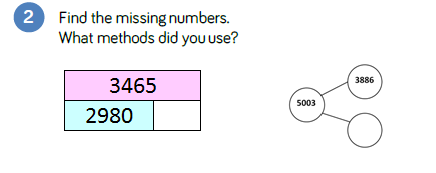 2 Find the missing numbers.
What methods did you use?
3465
2980
3886
5003